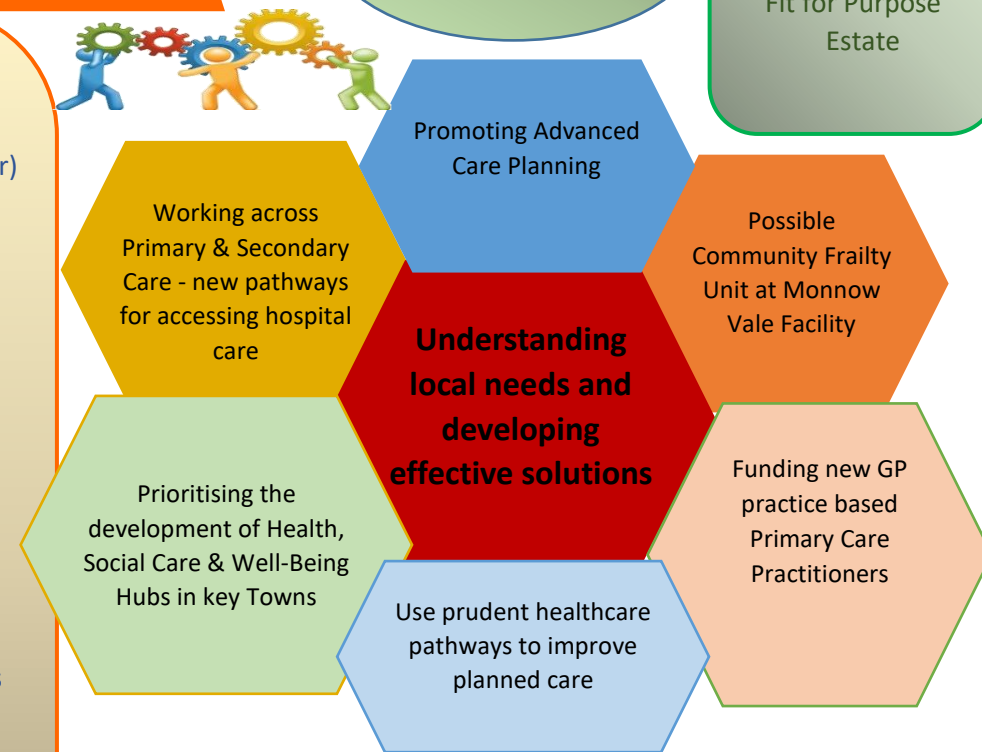 Fit for Purpose
Estate
r)
Promoting Advanced
Care Planning
Working across
Primary & Secondary
Care - new pathways
for accessing hospital
care
Possible
Community Frailty
Unit at Monnow
Vale Facility
Understanding
local needs and
developing
effective solutions
Prioritising the
development of Health,
Social Care & Well-Being
Hubs in key Towns
Funding new GP
practice based
Primary Care
Practitioners
Use prudent healthcare
pathways to improve
planned care